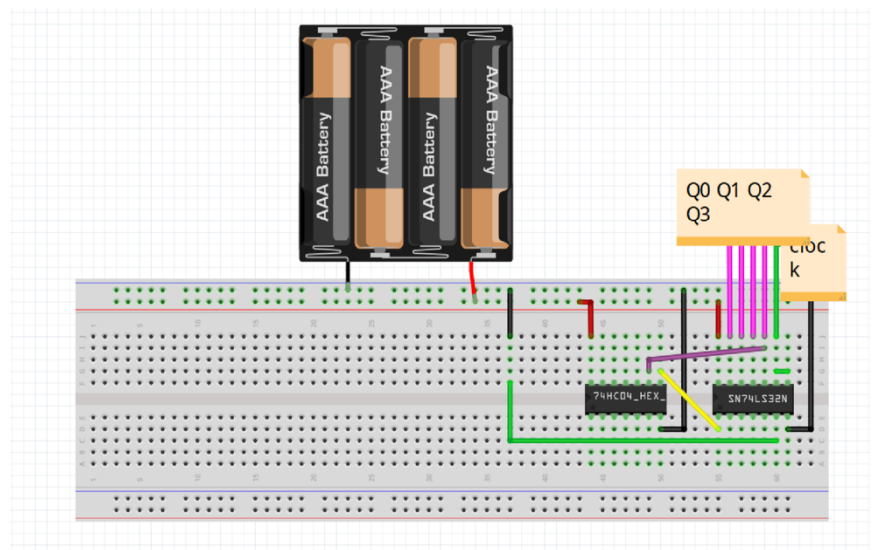 AAA Battery
AAA Battery
AAA Battery
AAA Battery
Q0 Q1 Q2
Q3
cloc
k
74HC04_HEX_
SN74LS32N